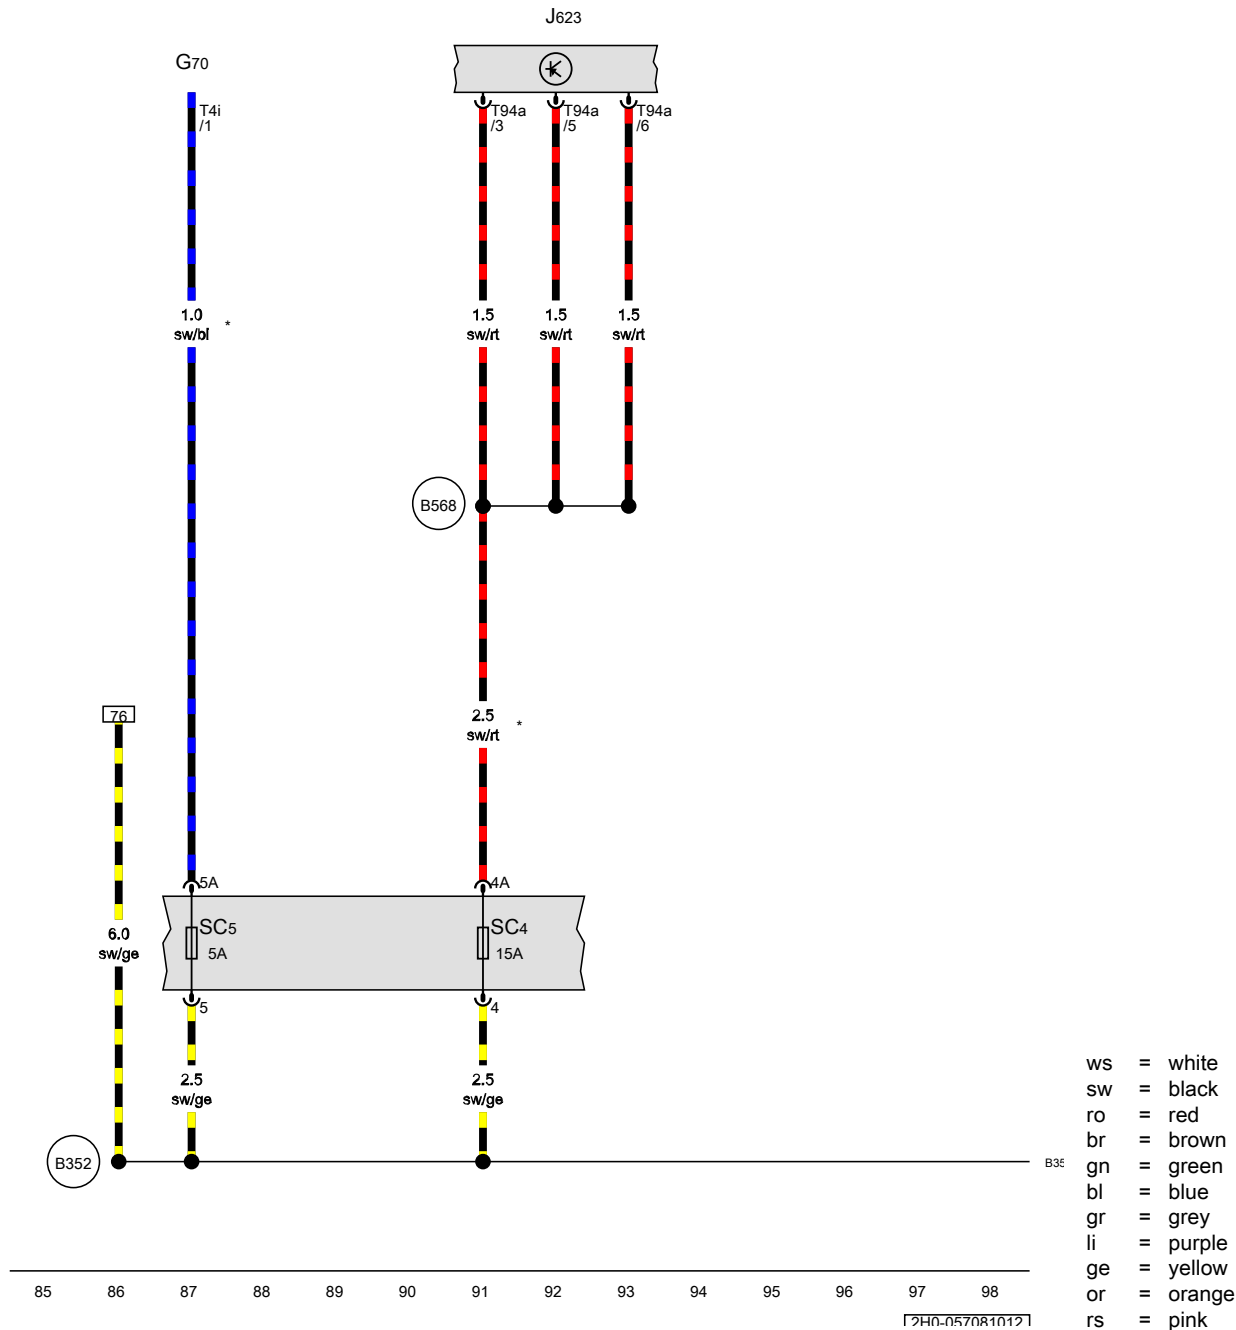 J623
G70
T4i
/1
T94a
/3
T94a
/5
T94a
/6
1.0
sw/bl
*
1.5
sw/rt
1.5
sw/rt
1.5
sw/rt
B568
76
2.5
sw/rt
*
5A
4A
6.0
sw/ge
SC5
5A
SC4
15A
5
4
2.5
sw/ge
2.5
sw/ge
B352
B35
ws = white
sw = black
ro = red
br = brown
gn = green
bl = blue
gr = grey
li = purple
ge = yellow
or = orange
rs = pink
85 86 87 88 89 90 91 92 93 94 95 96 97 98
2H0-057081012